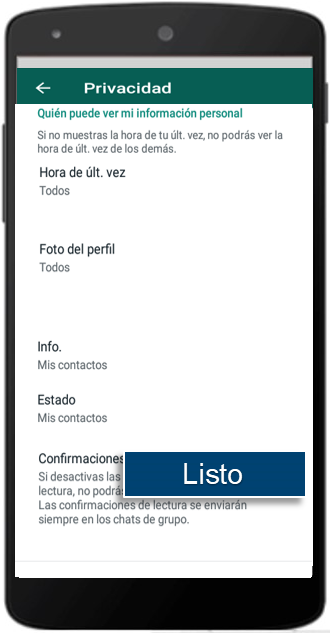 Privacidad
Quién puede ver mi información personal
Si no muestras la hora de tu últ. vez, no podrás ver la
hora de últ. vez de los demás.
Hora de últ. vez
Todos
Foto del perfil
Todos
Info.
Mis contactos
Estado
Mis contactos
Confirmaciones
Listo
Si desactivas las
lectura, no podrás
Las confirmaciones de lectura se enviarán
siempre en los chats de grupo.